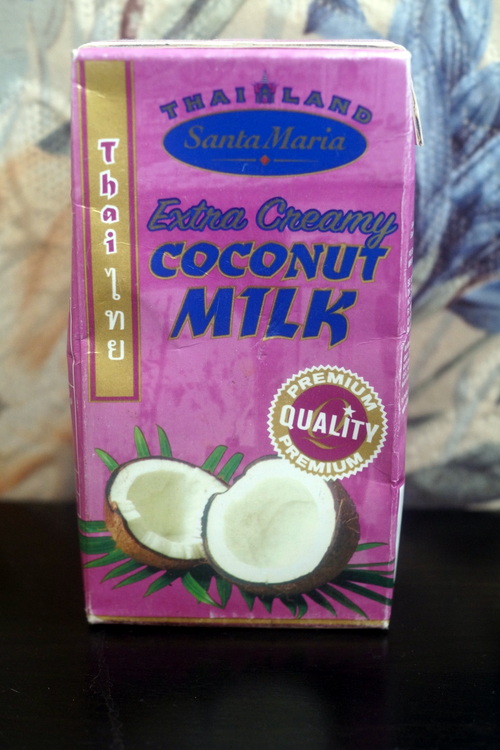 THAILAND
Santa Maria
Thai ไทย
Extra Creamy
COCONUT
MILK
PREMIUM
QUALITY
PREMIUM